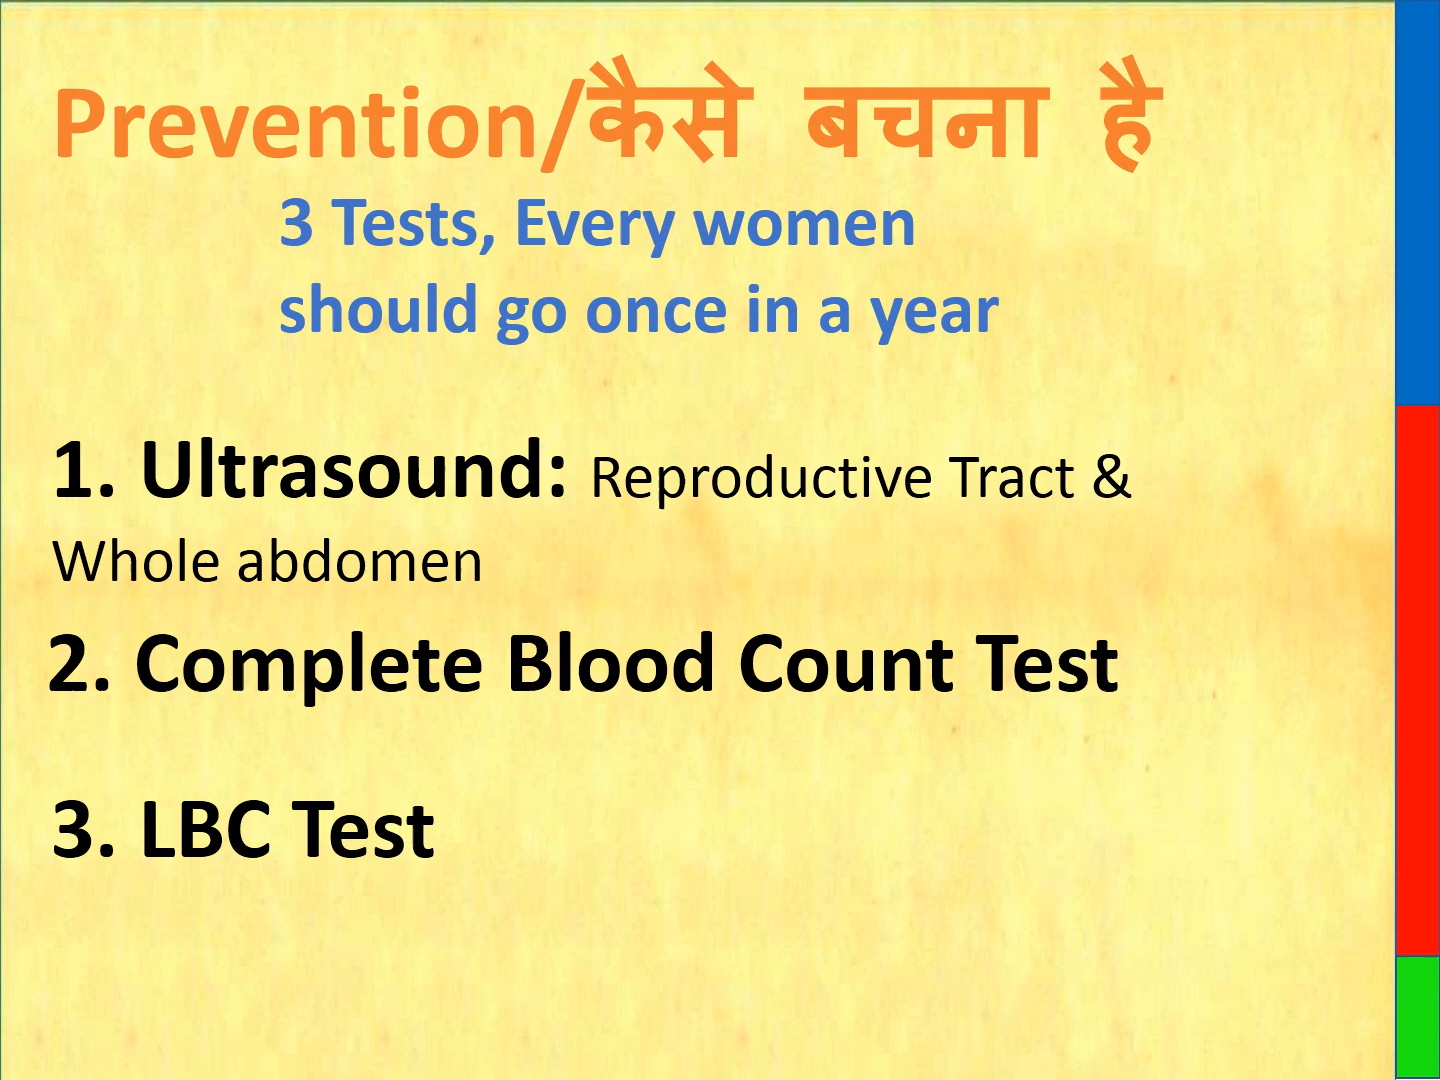 Prevention/कैसे बचना है
3 Tests, Every women
should go once in a year
1. Ultrasound: Reproductive Tract &
Whole abdomen
2. Complete Blood Count Test
3. LBC Test